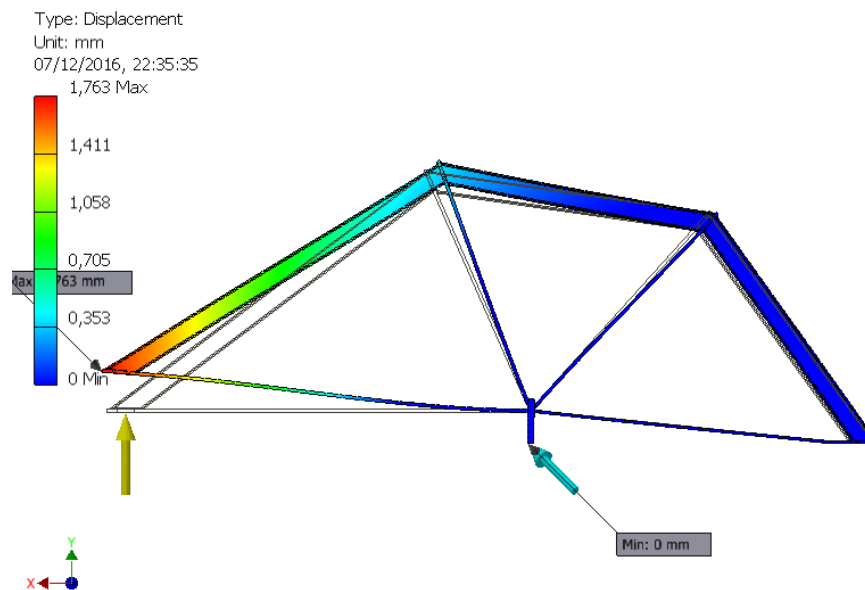 Type: Displacement
Unit: mm
07/12/2016, 22:35:35
1,763 Max
1,411
1,058
0,705
763 mm
0,353
0 Min
Min: 0 mm
Y
X